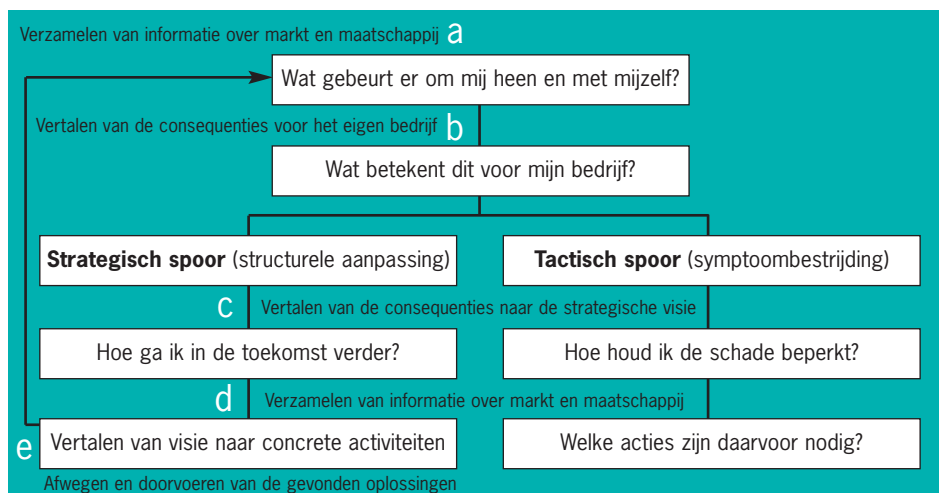 Verzamelen van informatie over markt en maatschappij a
Wat gebeurt er om mij heen en met mijzelf?
Vertalen van de consequenties voor het eigen bedrijf b
Wat betekent dit voor mijn bedrijf?
Strategisch spoor (structurele aanpassing)
Tactisch spoor (symptoombestrijding)
c Vertalen van de consequenties naar de strategische visie
Hoe ga ik in de toekomst verder?
Hoe houd ik de schade beperkt?
d Verzamelen van informatie over markt en maatschappij
e Vertalen van visie naar concrete activiteiten
Welke acties zijn daarvoor nodig?
Afwegen en doorvoeren van de gevonden oplossingen